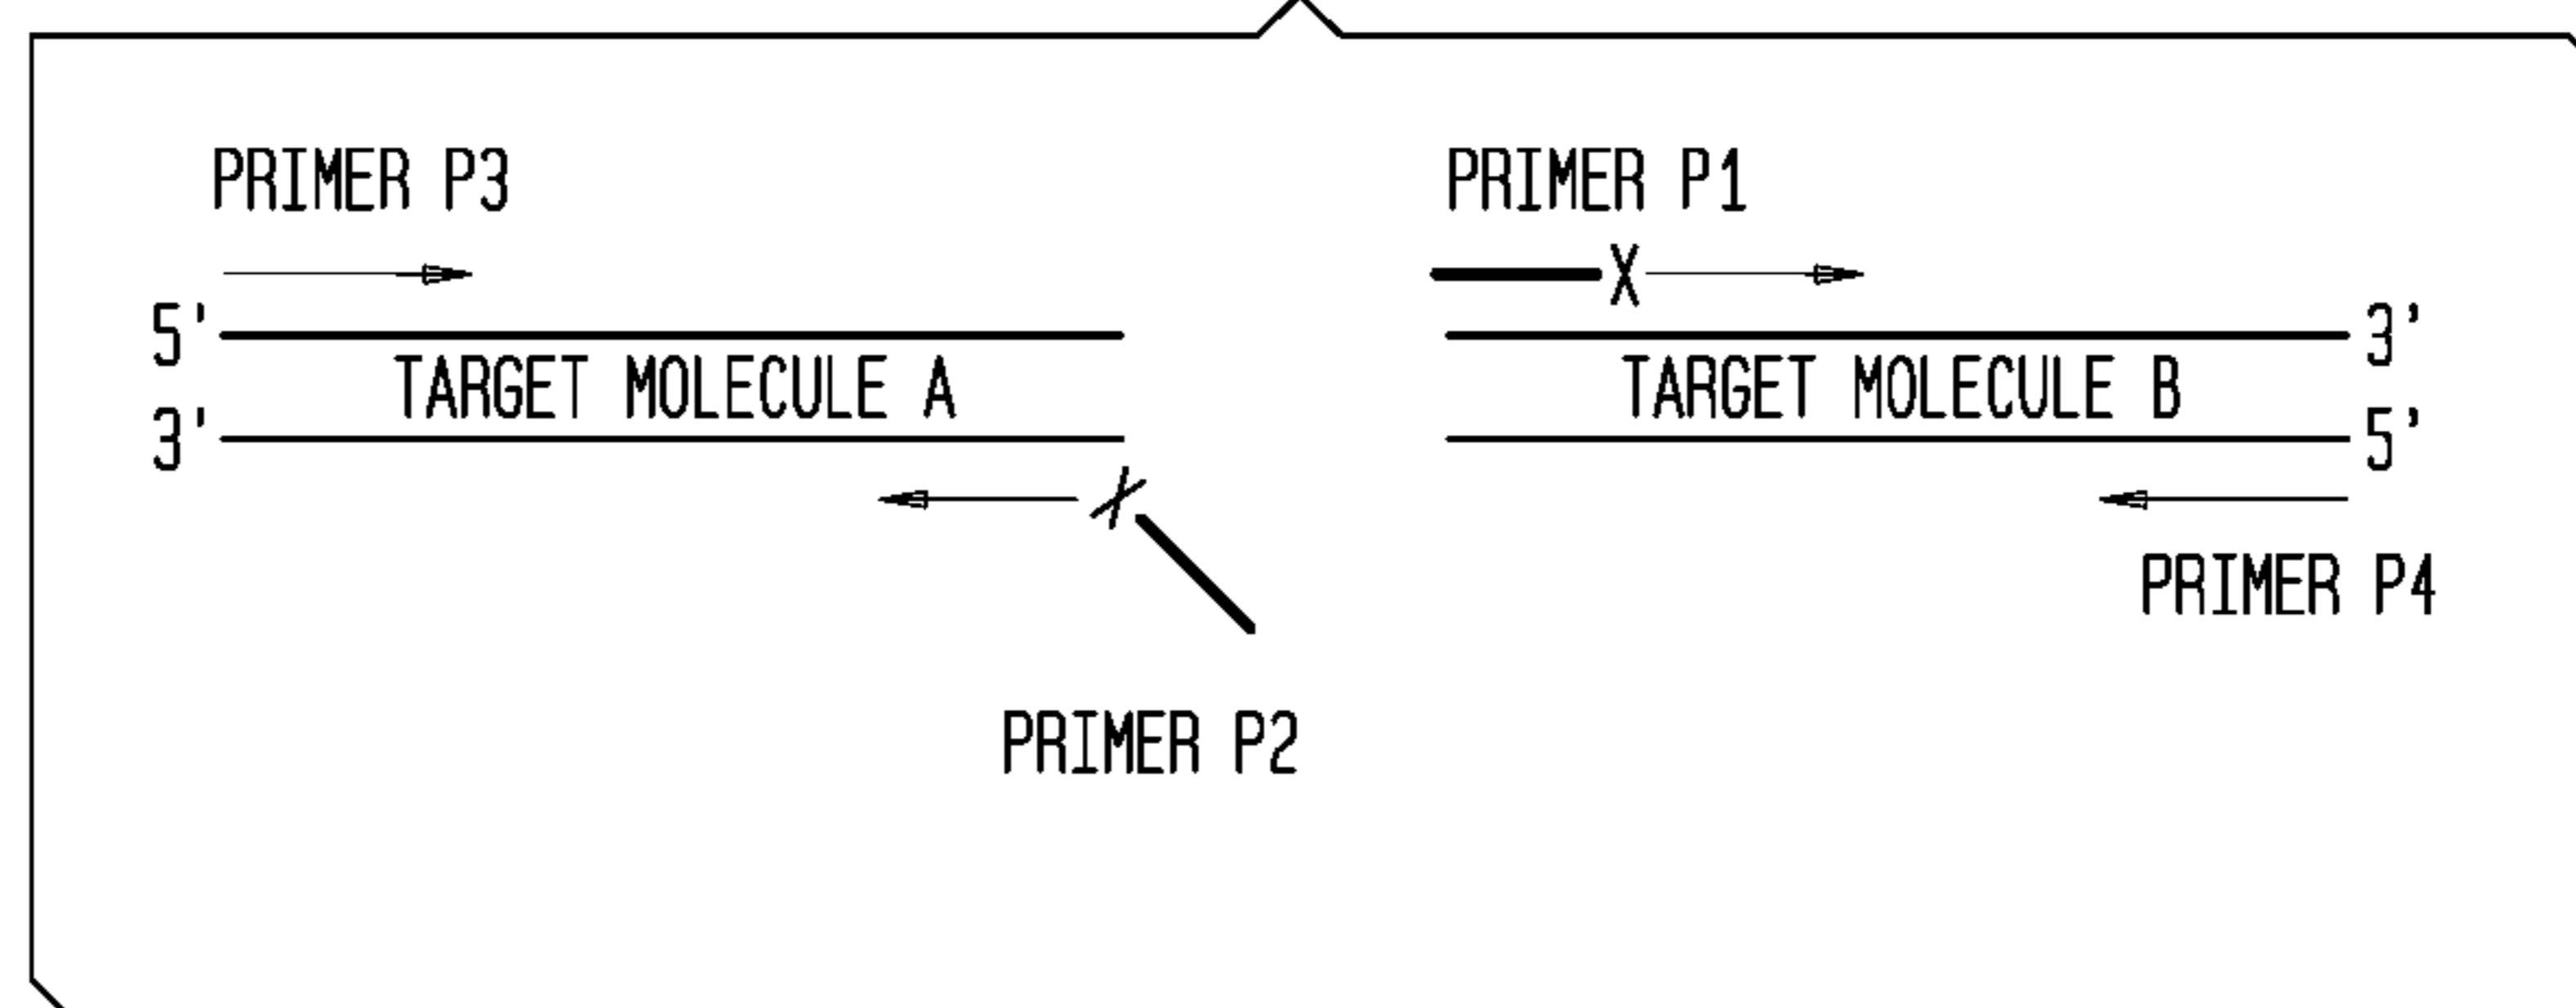 PRIMER P3
PRIMER P1
X
5'
3'
TARGET MOLECULE A
TARGET MOLECULE B
3'
5'
X
PRIMER P4
PRIMER P2